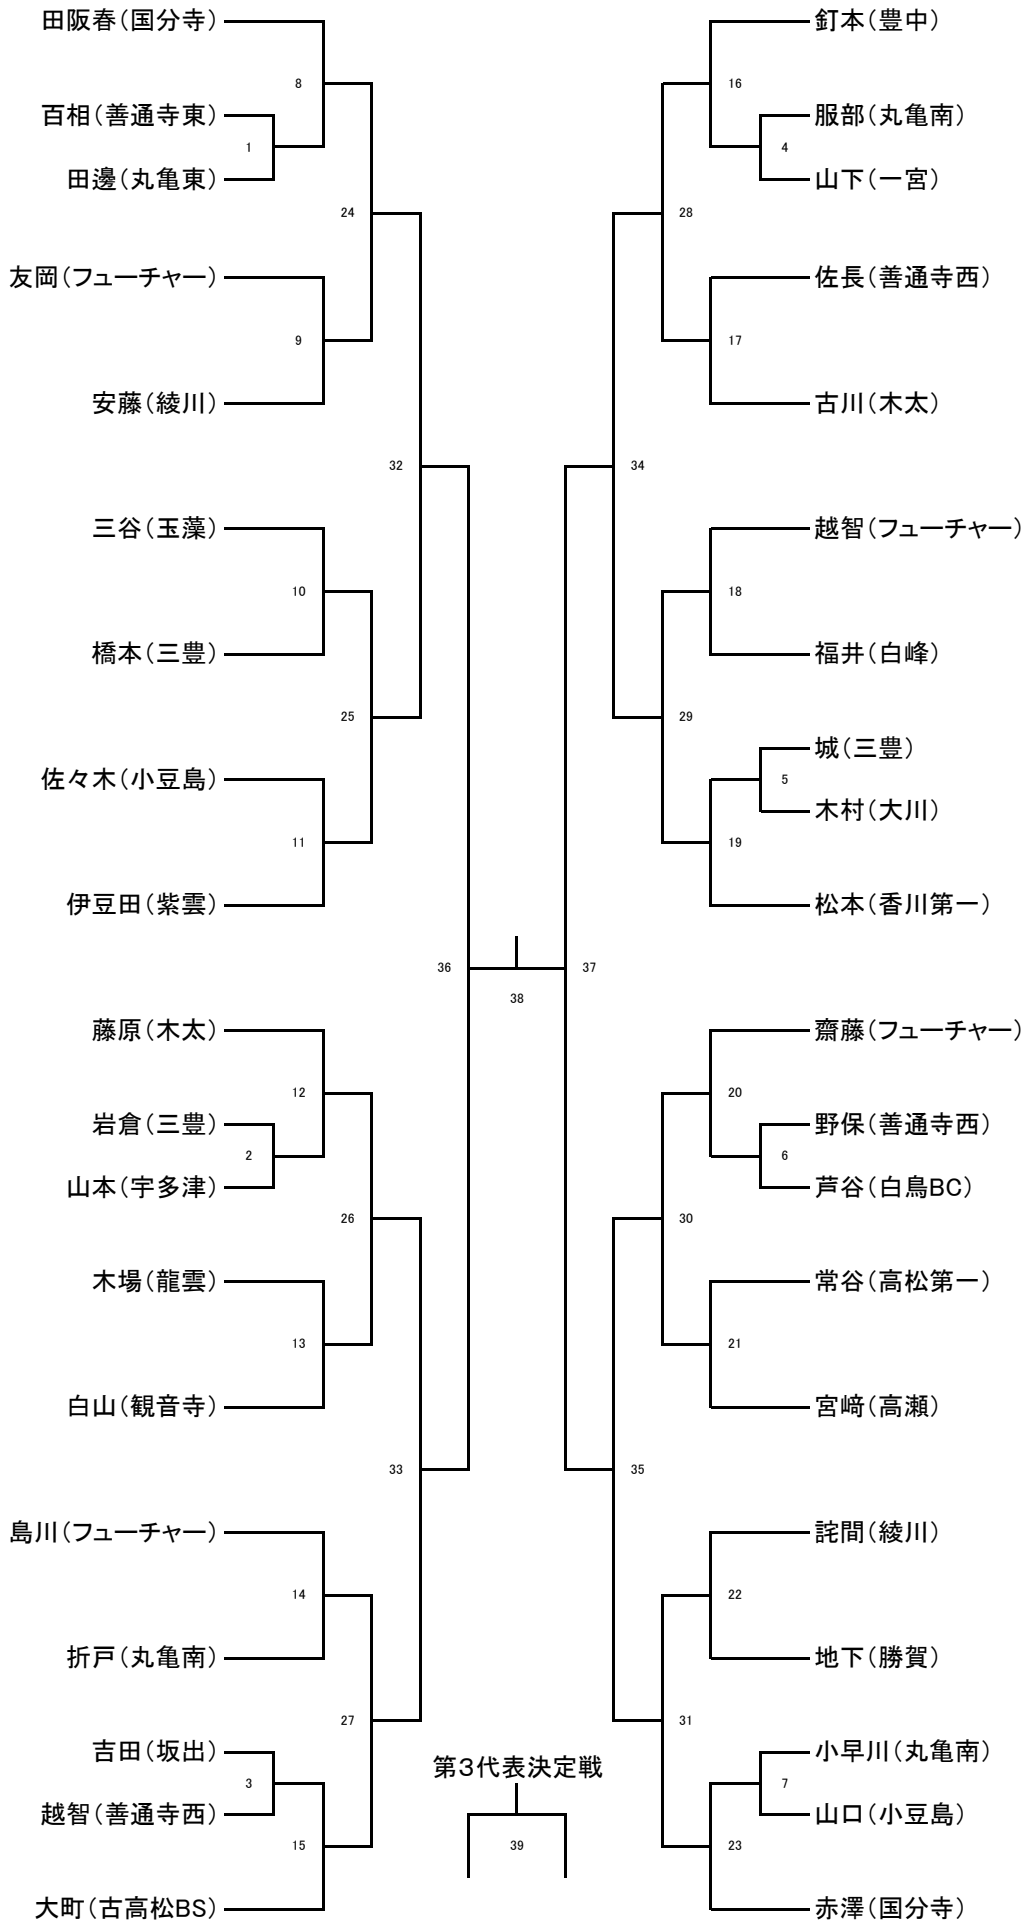 田阪春(国分寺)
8
百相(善通寺東)
1
田邊(丸亀東)
24
友岡(フューチャー)
9
安藤(綾川)
32
三谷(玉藻)
10
橋本(三豊)
25
佐々木(小豆島)
11
伊豆田(紫雲)
36
藤原(木太)
12
岩倉(三豊)
2
山本(宇多津)
26
木場(龍雲)
13
白山(観音寺)
33
島川(フューチャー)
14
折戸(丸亀南)
27
吉田(坂出)
3
越智(善通寺西)
15
大町(古高松BS)
38
第3代表決定戦
39
釘本(豊中)
16
服部(丸亀南)
4
山下(一宮)
28
佐長(善通寺西)
17
古川(木太)
34
越智(フューチャー)
18
福井(白峰)
29
城(三豊)
5
木村(大川)
19
松本(香川第一)
37
齋藤(フューチャー)
20
野保(善通寺西)
6
芦谷(白鳥BC)
30
常谷(高松第一)
21
宮﨑(高瀬)
35
詫間(綾川)
22
地下(勝賀)
31
小早川(丸亀南)
7
山口(小豆島)
23
赤澤(国分寺)